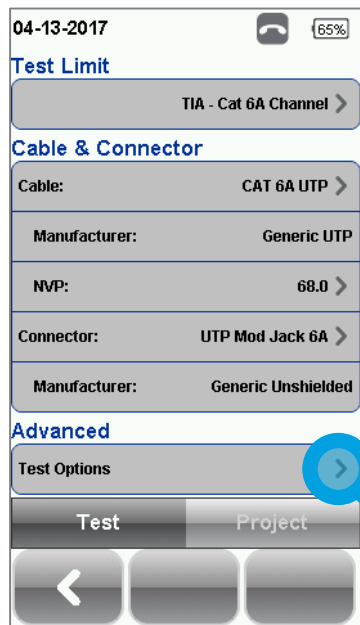 04-13-2017 65%
Test Limit
TIA - Cat 6A Channel
Cable & Connector
Cable: CAT 6A UTP
Manufacturer: Generic UTP
NVP: 68.0
Connector: UTP Mod Jack 6A
Manufacturer: Generic Unshielded
Advanced
Test Options
Test Project